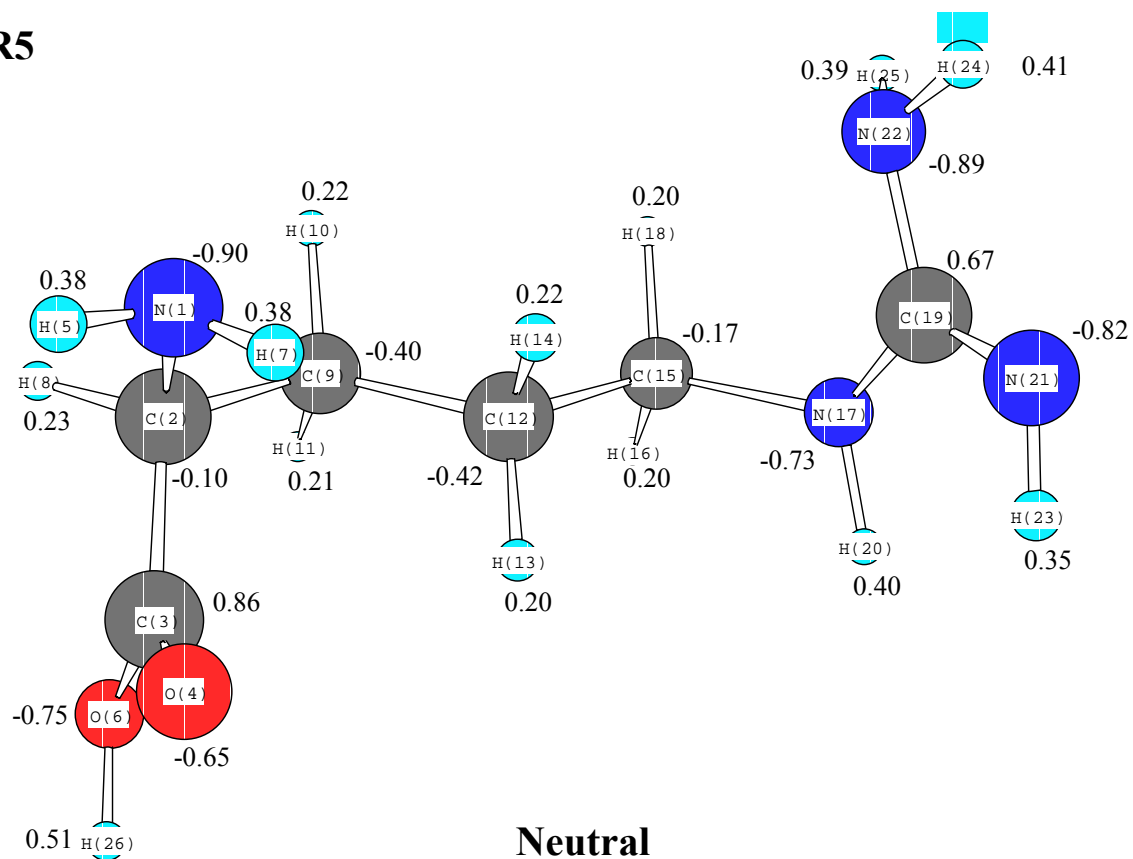 R5
0.39 H(25) H(24) 0.41
N(22)
-0.89
0.22 0.20
H(10) H(18)
-0.90 0.67
0.38 N(1) 0.38 0.22 C(19) -0.82
H(5) H(7) H(14) -0.17
H(8) C(9) -0.40 C(15) N(21)
0.23 C(2) C(12) N(17)
H(11) H(16)
-0.10 0.21 -0.42 0.20 -0.73
H(13) H(20) H(23)
0.20 0.40 0.35
C(3) 0.86
O(4)
-0.75 O(6)
-0.65
0.51 H(26) Neutral